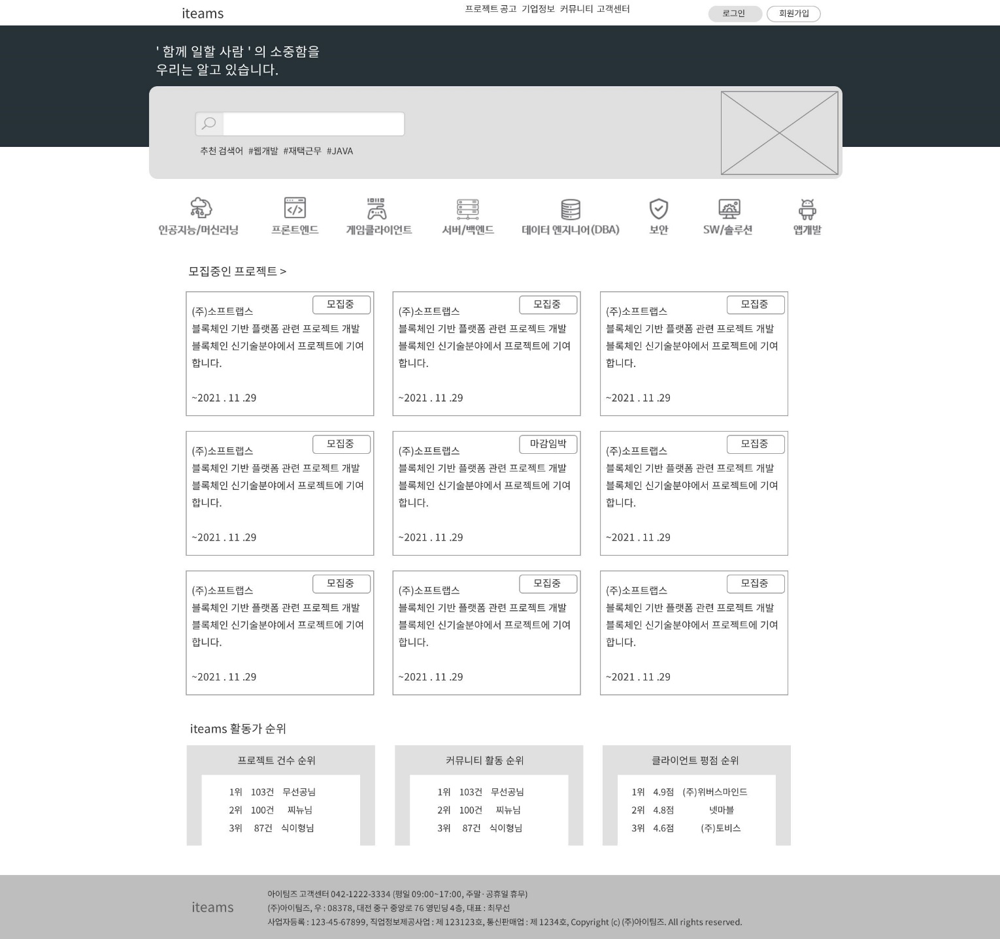 iteams
프로젝트 공고 기업정보 커뮤니티 고객센터
로그인
회원가입
' 함께 일할 사람 ' 의 소중함을
우리는 알고 있습니다.
추천 검색어 #웹개발 #재택근무 #JAVA
인공지능/머신러닝
프론트엔드
게임클라이언트
서버/백엔드
데이터 엔지니어(DBA)
보안
SW/솔루션
앱개발
모집중인 프로젝트 >
모집중
(주)소프트랩스
블록체인 기반 플랫폼 관련 프로젝트 개발
블록체인 신기술분야에서 프로젝트에 기여
합니다.
~2021 . 11 .29
모집중
(주)소프트랩스
블록체인 기반 플랫폼 관련 프로젝트 개발
블록체인 신기술분야에서 프로젝트에 기여
합니다.
~2021 . 11 .29
모집중
(주)소프트랩스
블록체인 기반 플랫폼 관련 프로젝트 개발
블록체인 신기술분야에서 프로젝트에 기여
합니다.
~2021 . 11 .29
모집중
(주)소프트랩스
블록체인 기반 플랫폼 관련 프로젝트 개발
블록체인 신기술분야에서 프로젝트에 기여
합니다.
~2021 . 11 .29
마감임박
(주)소프트랩스
블록체인 기반 플랫폼 관련 프로젝트 개발
블록체인 신기술분야에서 프로젝트에 기여
합니다.
~2021 . 11 .29
모집중
(주)소프트랩스
블록체인 기반 플랫폼 관련 프로젝트 개발
블록체인 신기술분야에서 프로젝트에 기여
합니다.
~2021 . 11 .29
모집중
(주)소프트랩스
블록체인 기반 플랫폼 관련 프로젝트 개발
블록체인 신기술분야에서 프로젝트에 기여
합니다.
~2021 . 11 .29
모집중
(주)소프트랩스
블록체인 기반 플랫폼 관련 프로젝트 개발
블록체인 신기술분야에서 프로젝트에 기여
합니다.
~2021 . 11 .29
모집중
(주)소프트랩스
블록체인 기반 플랫폼 관련 프로젝트 개발
블록체인 신기술분야에서 프로젝트에 기여
합니다.
~2021 . 11 .29
iteams 활동가 순위
프로젝트 건수 순위
1위 103건 무선공님
2위 100건 찌뉴님
3위 87건 식이형님
커뮤니티 활동 순위
1위 103건 무선공님
2위 100건 찌뉴님
3위 87건 식이형님
클라이언트 평점 순위
1위 4.9점 (주)위버스마인드
2위 4.8점 넷마블
3위 4.6점 (주)토비스
iteams
아이팀즈 고객센터 042-1222-3334 (평일 09:00~17:00, 주말·공휴일 휴무)
(주)아이팀즈, 우 : 08378, 대전 중구 중앙로 76 영민딩 4층, 대표 : 최무선
사업자등록 : 123-45-67899, 직업정보제공사업 : 제 123123호, 통신판매업 : 제 1234호, Copyright (c) (주)아이팀즈. All rights reserved.